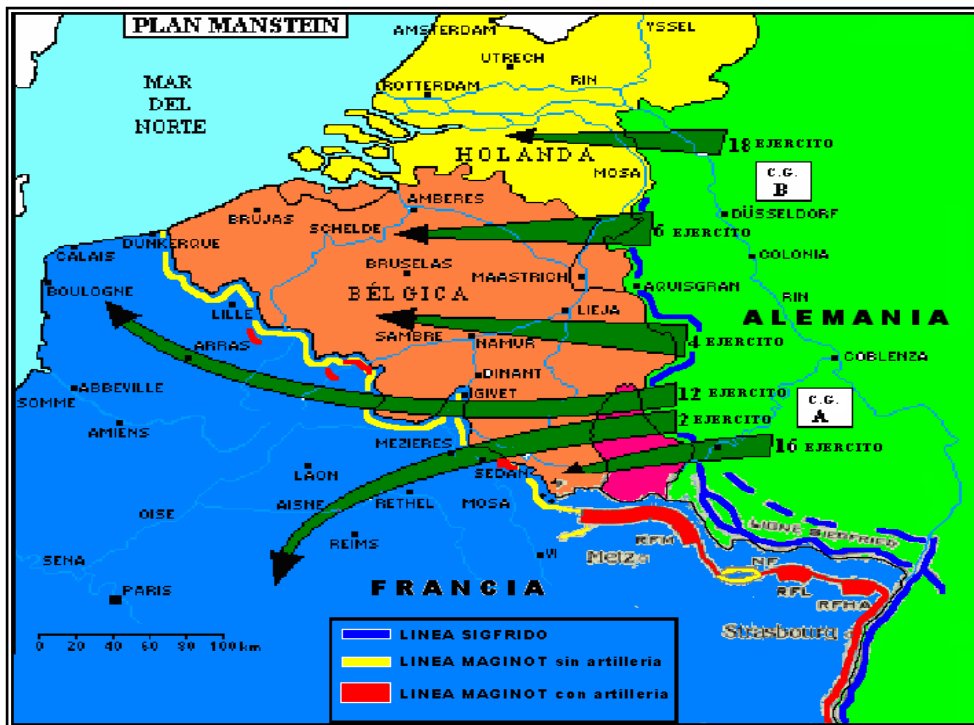 PLAN MANSTEIN
AMSTERDAM
YSSEL
UTRECH
RIN
ROTTERDAM
MAR
DEL
NORTE
HOLANDA
18 EJERCITO
MOSA
C.G.
B
AMBERES
BRUJAS
SCHELDE
DÜSSELDORF
6 EJERCITO
DUNKERQUE
CALAIS
BRUSELAS
COLONIA
MAASTRICH
BOULOGNE
BÉLGICA
AQUISGRAN
RIN
LILLE
LIEJA
ALEMANIA
SAMBRE
NAMUR
4 EJERCITO
ARRAS
COBLENZA
DINANT
ABBEVILLE
GIVET
12 EJERCITO
SOMME
C.G.
A
2 EJERCITO
AMIENS
MEZIERES
16 EJERCITO
LAON
SEDAN
AISNE
RETHEL
MOSA
OISE
LIGNE SIEGFRIED
REIMS
RFM
SENA
VI
Metz
NF
PARIS
FRANCIA
RFL
RFHA
Strasbourg
0 20 40 60 80 100 km
LINEA SIGFRIDO
LINEA MAGINOT sin artilleria
LINEA MAGINOT con artilleria